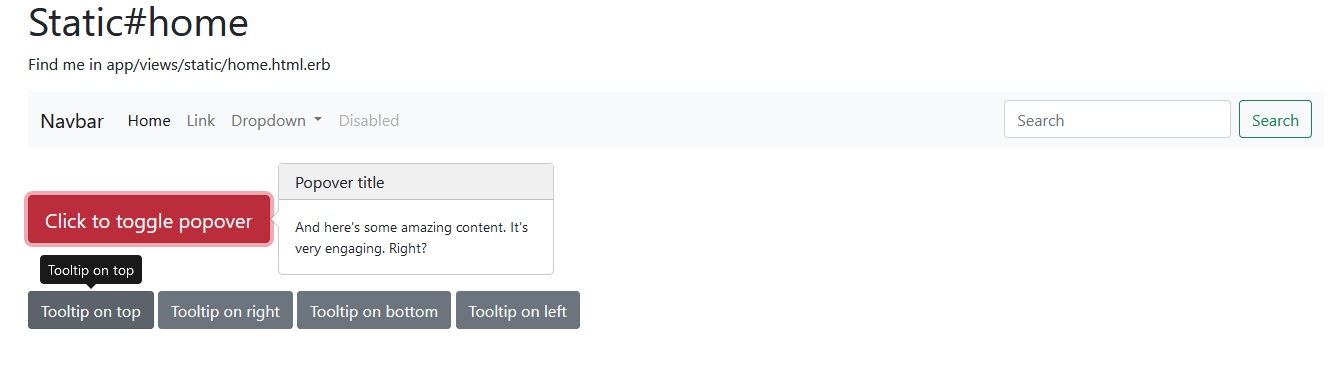 Static#home
Find me in app/views/static/home.html.erb
Navbar Home Link Dropdown Disabled Search Search
Click to toggle popover
Popover title
And here's some amazing content. It's
very engaging. Right?
Tooltip on top
Tooltip on top Tooltip on right Tooltip on bottom Tooltip on left